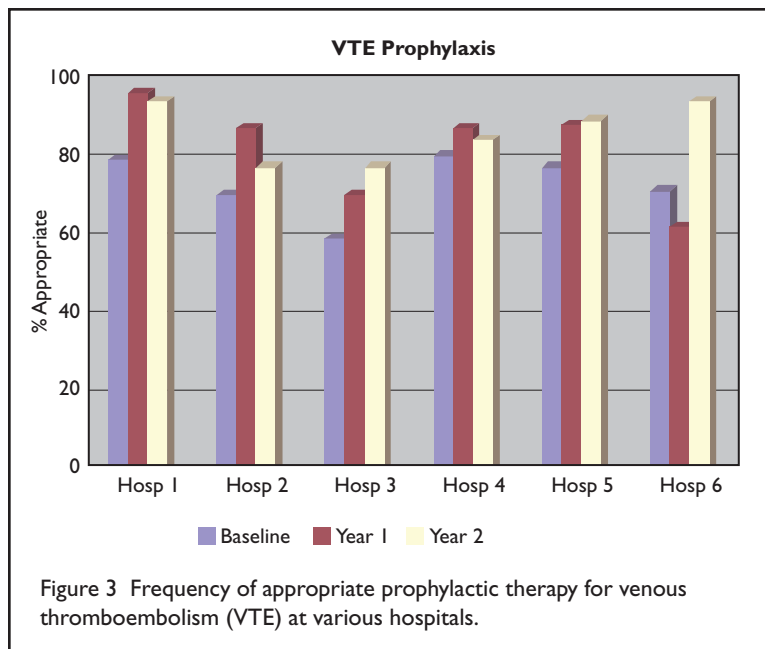 VTE Prophylaxis
% Appropriate
100
80
60
40
20
0
Hosp 1 Hosp 2 Hosp 3 Hosp 4 Hosp 5 Hosp 6
Baseline Year 1 Year 2
Figure 3 Frequency of appropriate prophylactic therapy for venous
thromboembolism (VTE) at various hospitals.